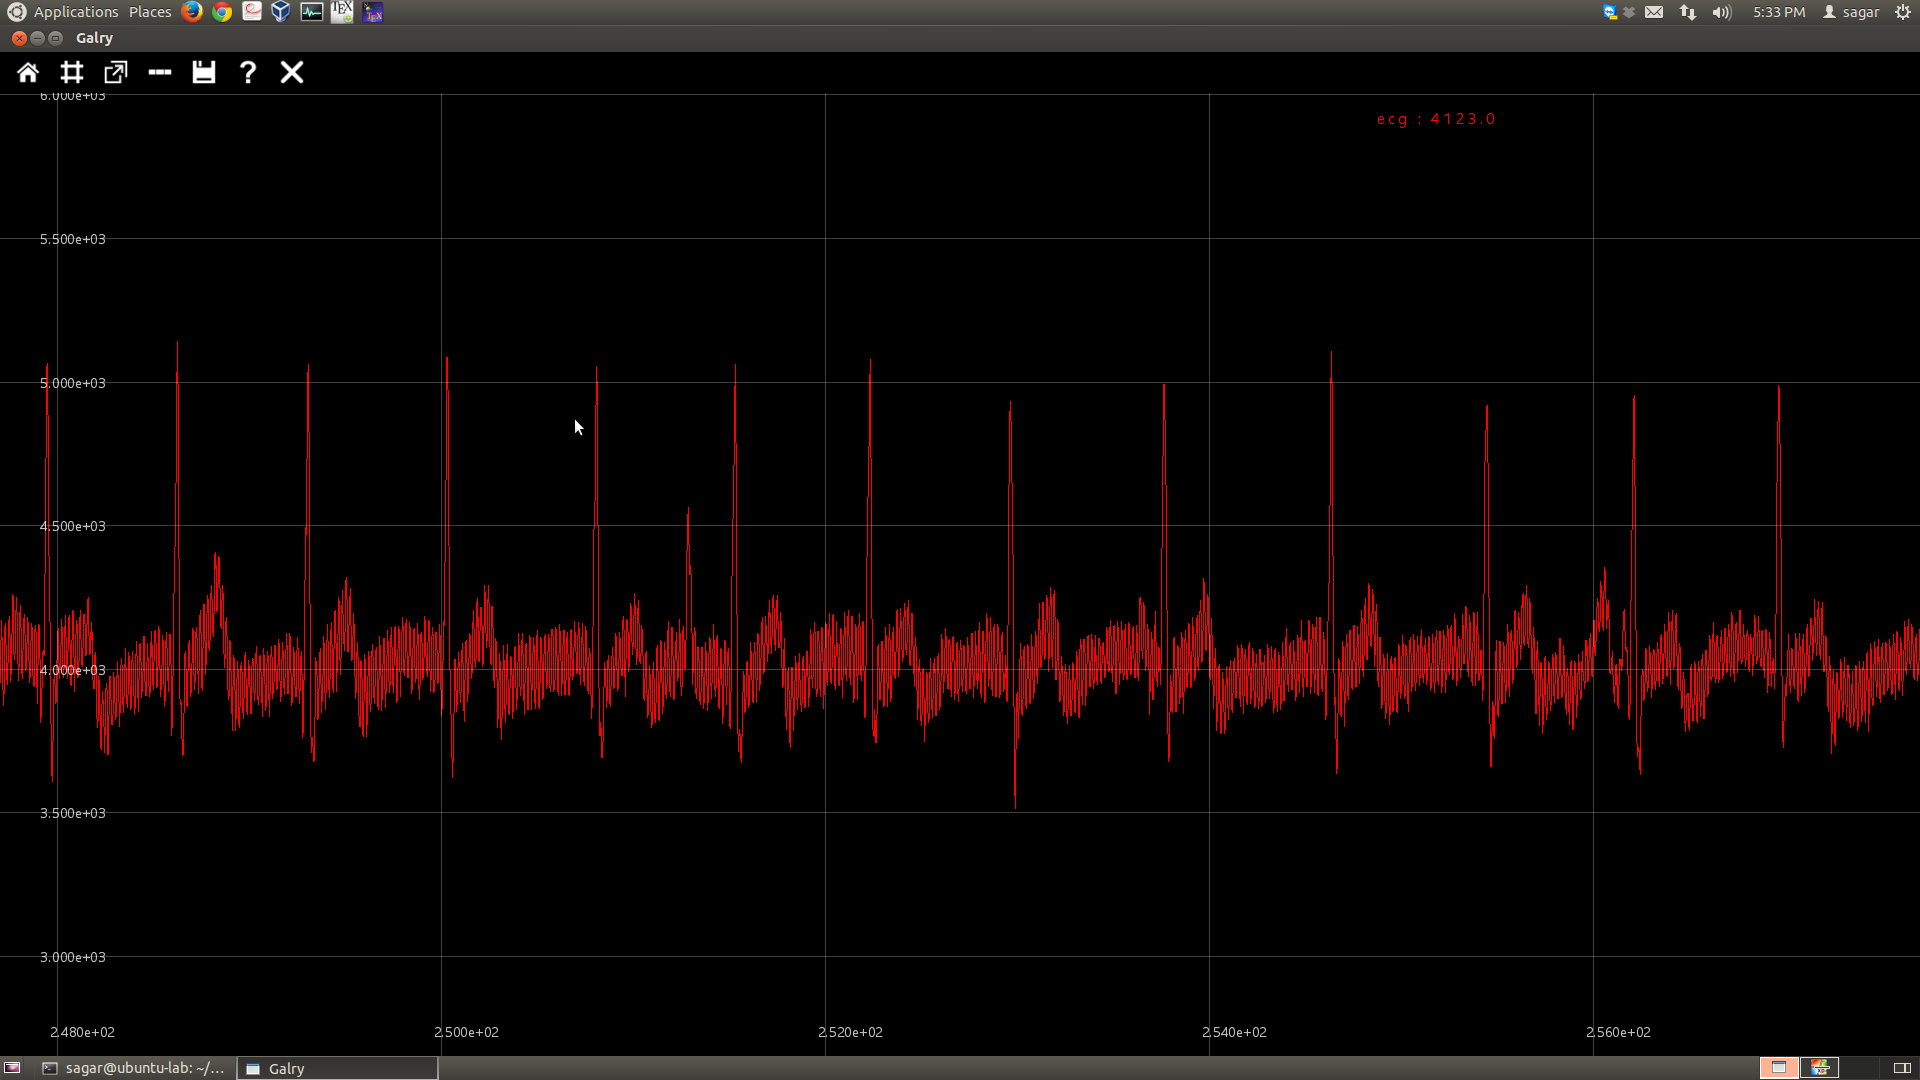 Applications Places
5:33 PM sagar
Galry
6.000e+03
ecg : 4123.0
5.500e+03
5.000e+03
4.500e+03
4.000e+03
3.500e+03
3.000e+03
2.480e+02 2.500e+02 2.520e+02 2.540e+02 2.560e+02
sagar@ubuntu-lab: ~/... Galry